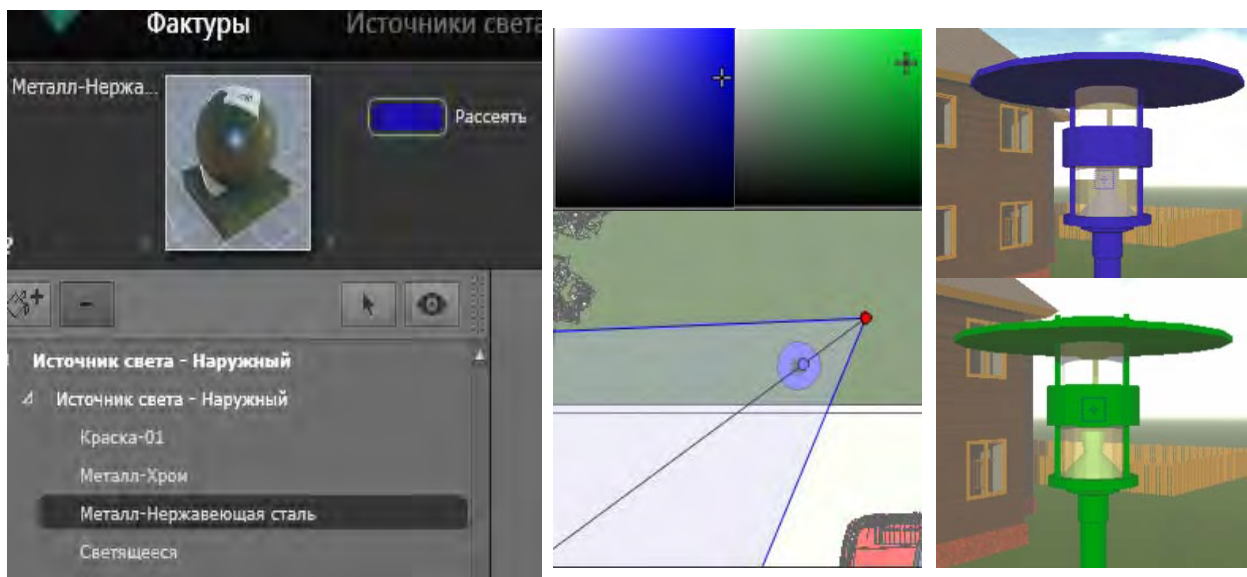 Фактуры
Источники света
Металл-Нержа...
Рассеять
Источник света - Наружный
Источник света - Наружный
Краска-01
Металл-Хром
Металл-Нержавеющая сталь
Светящееся